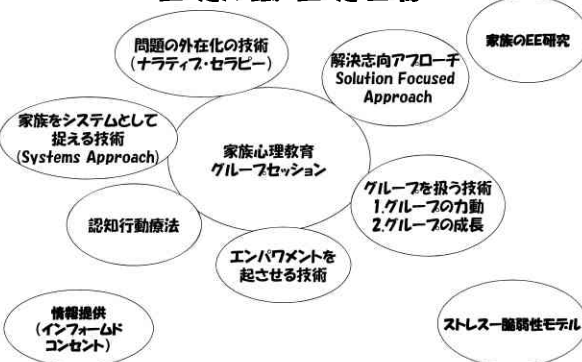 家族のEE研究
問題の外在化の技術
(ナラティブ・セラピー)
解決志向アプローチ
Solution Focused
Approach
家族をシステムとして
捉える技術
(Systems Approach)
家族心理教育
グループセッション
グループを扱う技術
1.グループの力動
2.グループの成長
認知行動療法
エンパワメントを
起させる技術
情報提供
(インフォームド
コンセント)
ストレスー脆弱性モデル